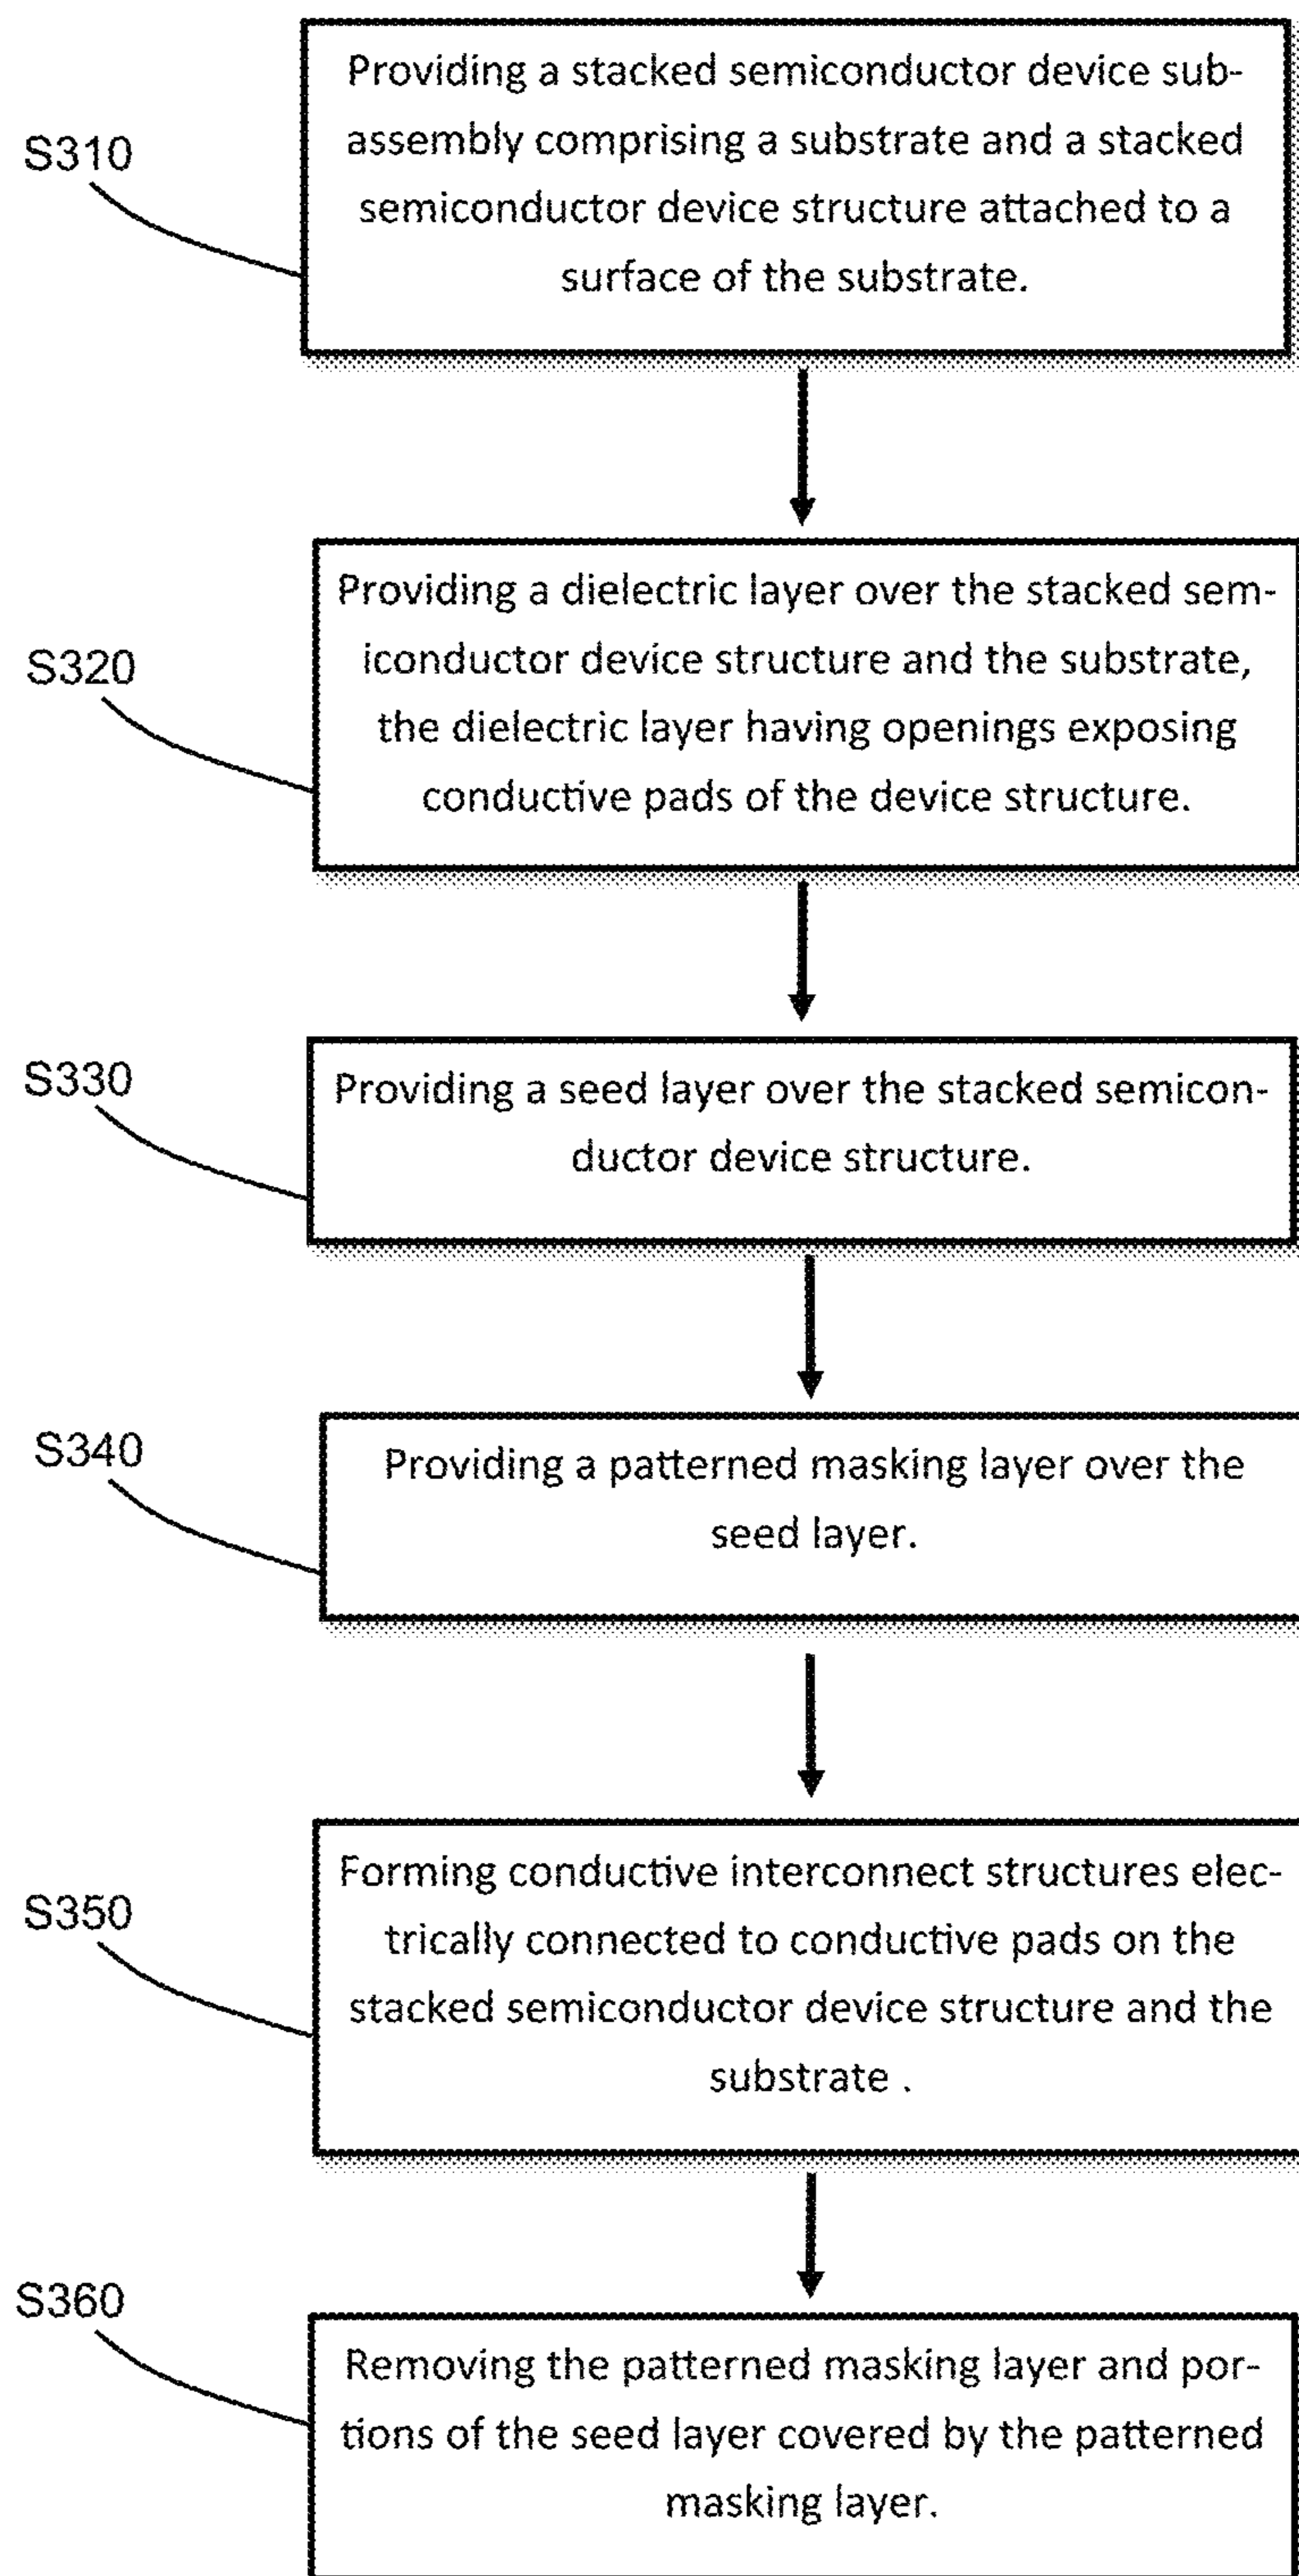 S310
Providing a stacked semiconductor device sub-
assembly comprising a substrate and a stacked
semiconductor device structure attached to a
surface of the substrate.
S320
Providing a dielectric layer over the stacked sem-
iconductor device structure and the substrate,
the dielectric layer having openings exposing
conductive pads of the device structure.
S330
Providing a seed layer over the stacked semicon-
ductor device structure.
S340
Providing a patterned masking layer over the
seed layer.
S350
Forming conductive interconnect structures elec-
trically connected to conductive pads on the
stacked semiconductor device structure and the
substrate .
S360
Removing the patterned masking layer and por-
tions of the seed layer covered by the patterned
masking layer.